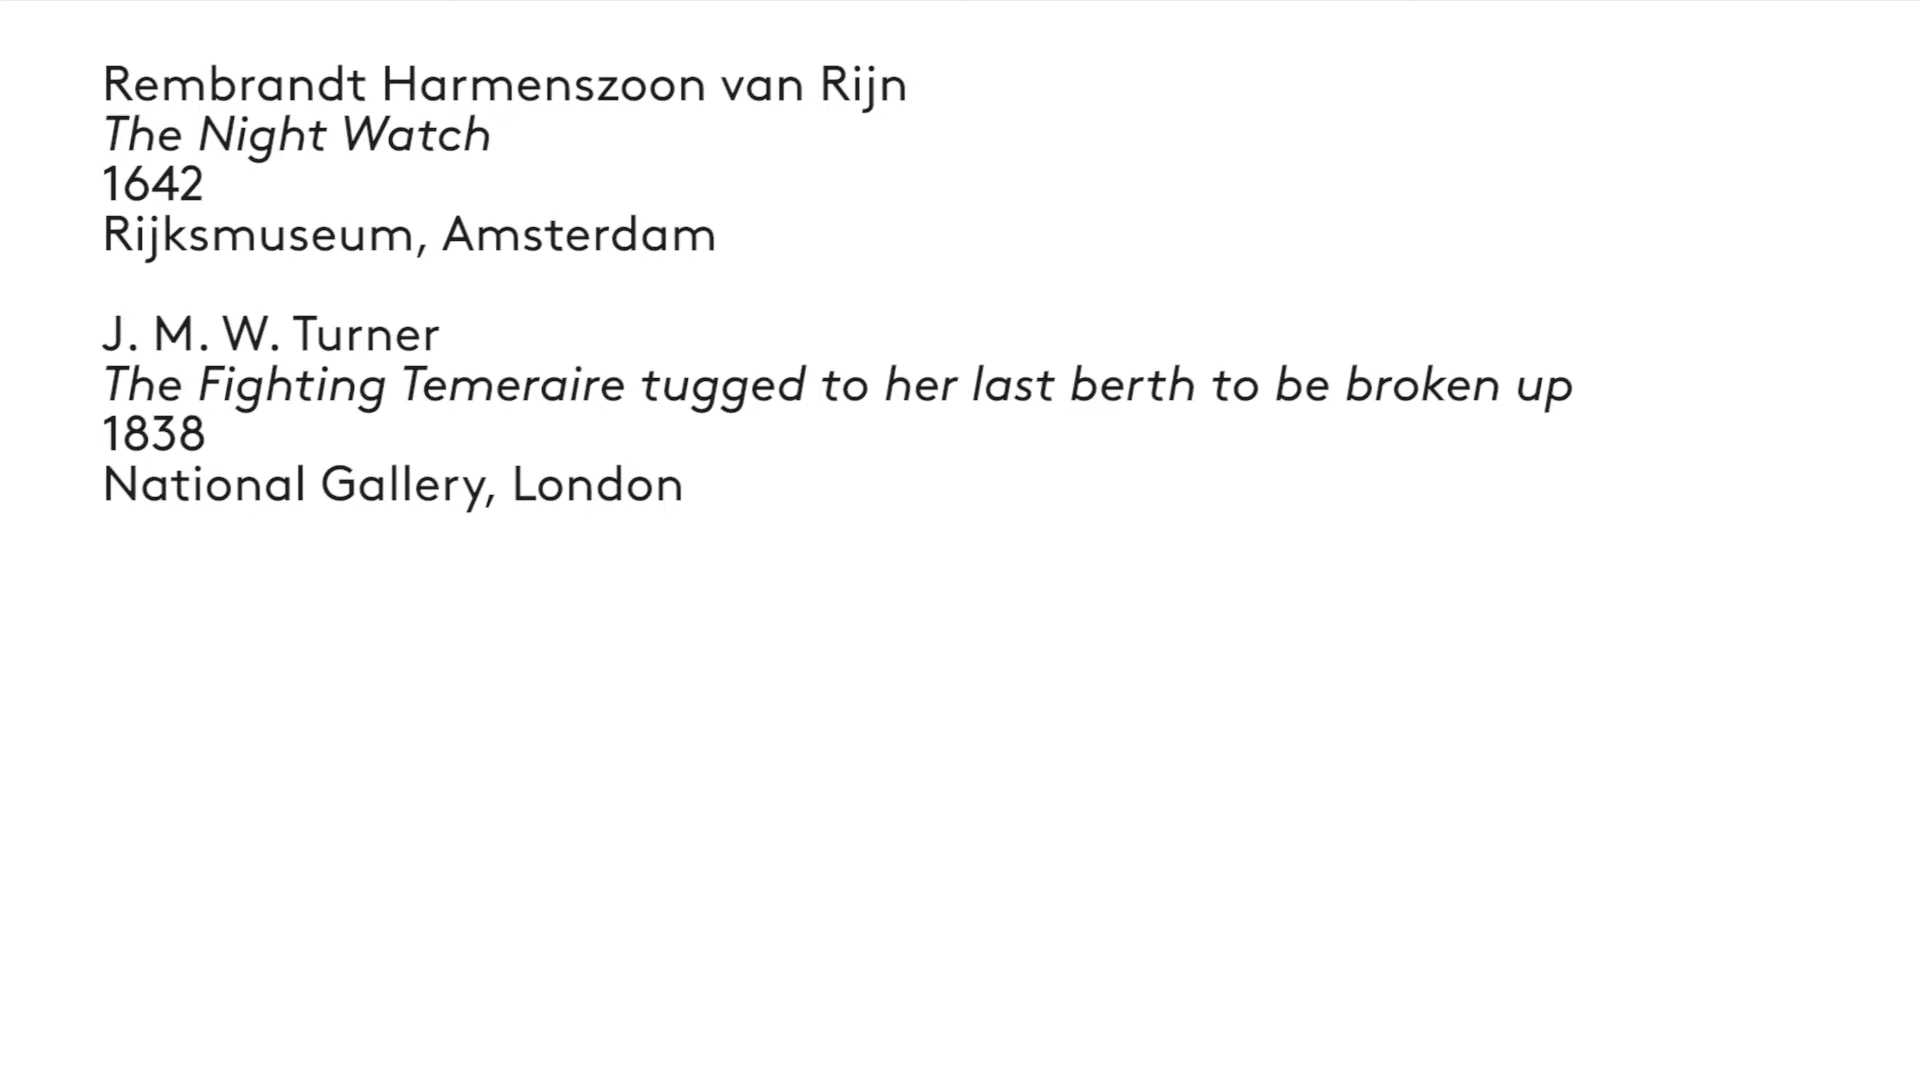 Rembrandt Harmenszoon van Rijn
The Night Watch
1642
Rijksmuseum, Amsterdam
J. M. W. Turner
The Fighting Temeraire tugged to her last berth to be broken up
1838
National Gallery, London